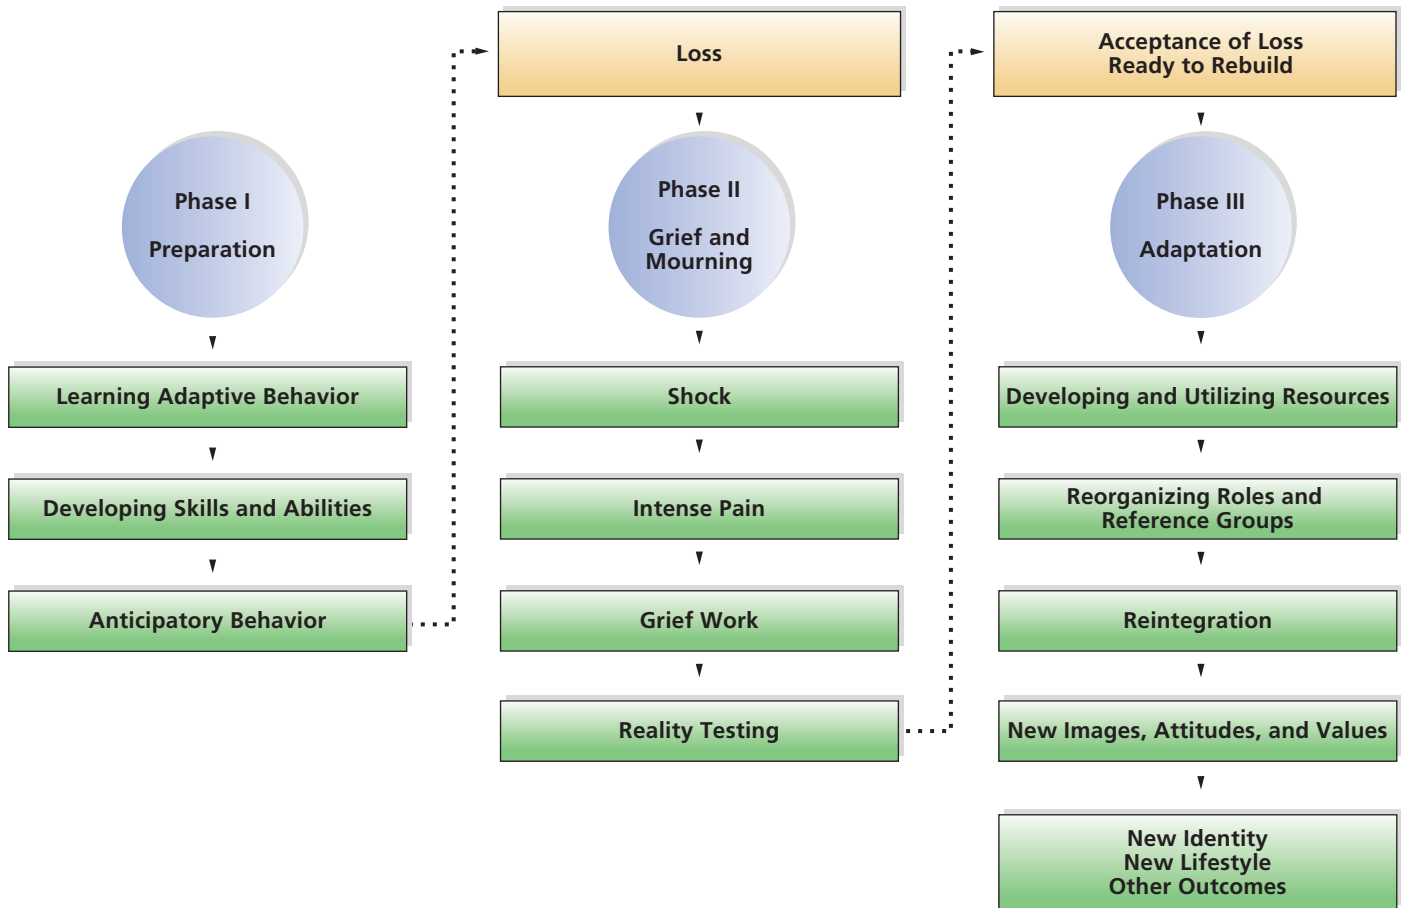 Phase I
Preparation
Learning Adaptive Behavior
Developing Skills and Abilities
Anticipatory Behavior
Loss
Phase II
Grief and
Mourning
Shock
Intense Pain
Grief Work
Reality Testing
Acceptance of Loss
Ready to Rebuild
Phase III
Adaptation
Developing and Utilizing Resources
Reorganizing Roles and
Reference Groups
Reintegration
New Images, Attitudes, and Values
New Identity
New Lifestyle
Other Outcomes